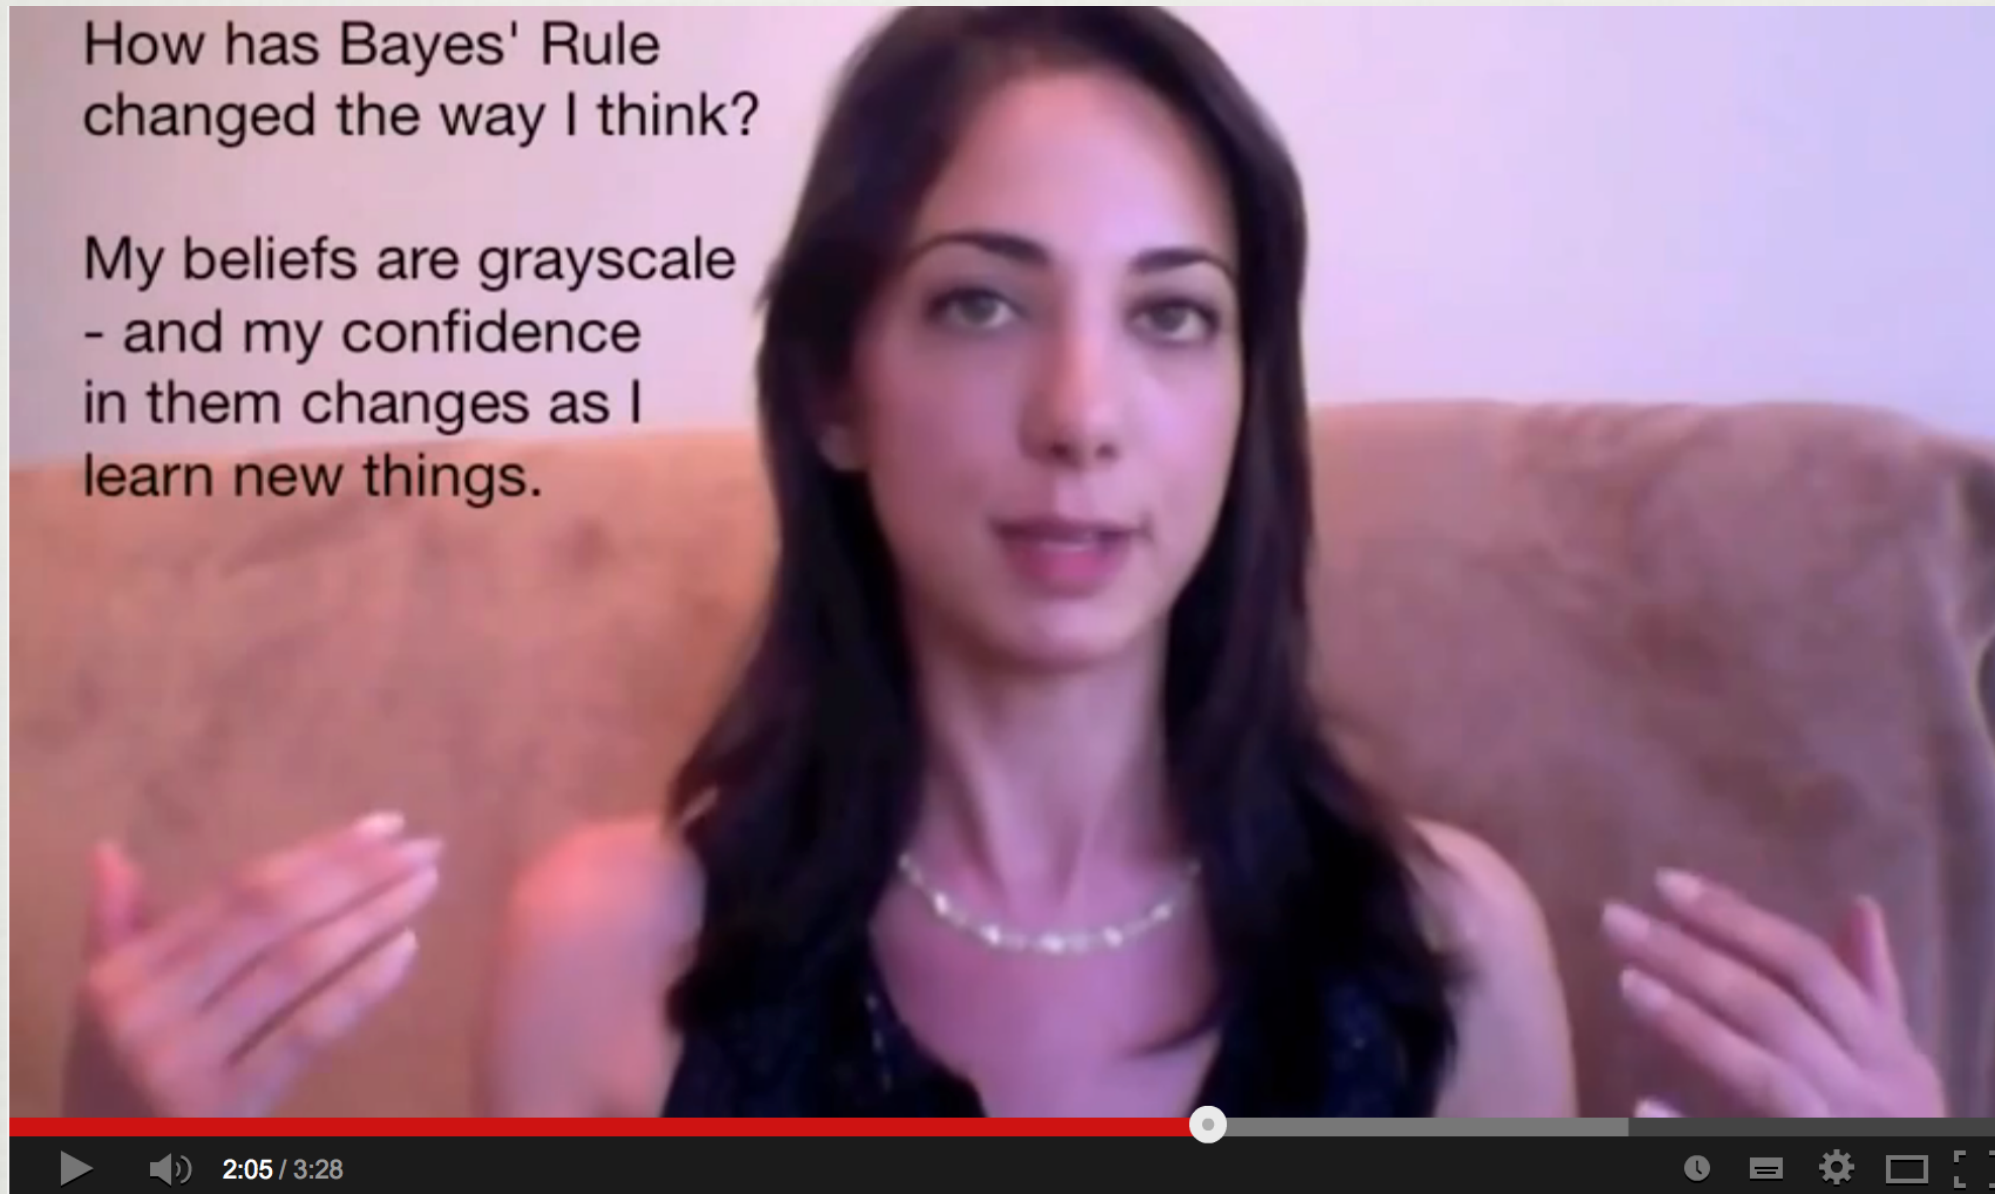 How has Bayes' Rule
changed the way I think?
My beliefs are grayscale
- and my confidence
in them changes as I
learn new things.
2:05 / 3:28